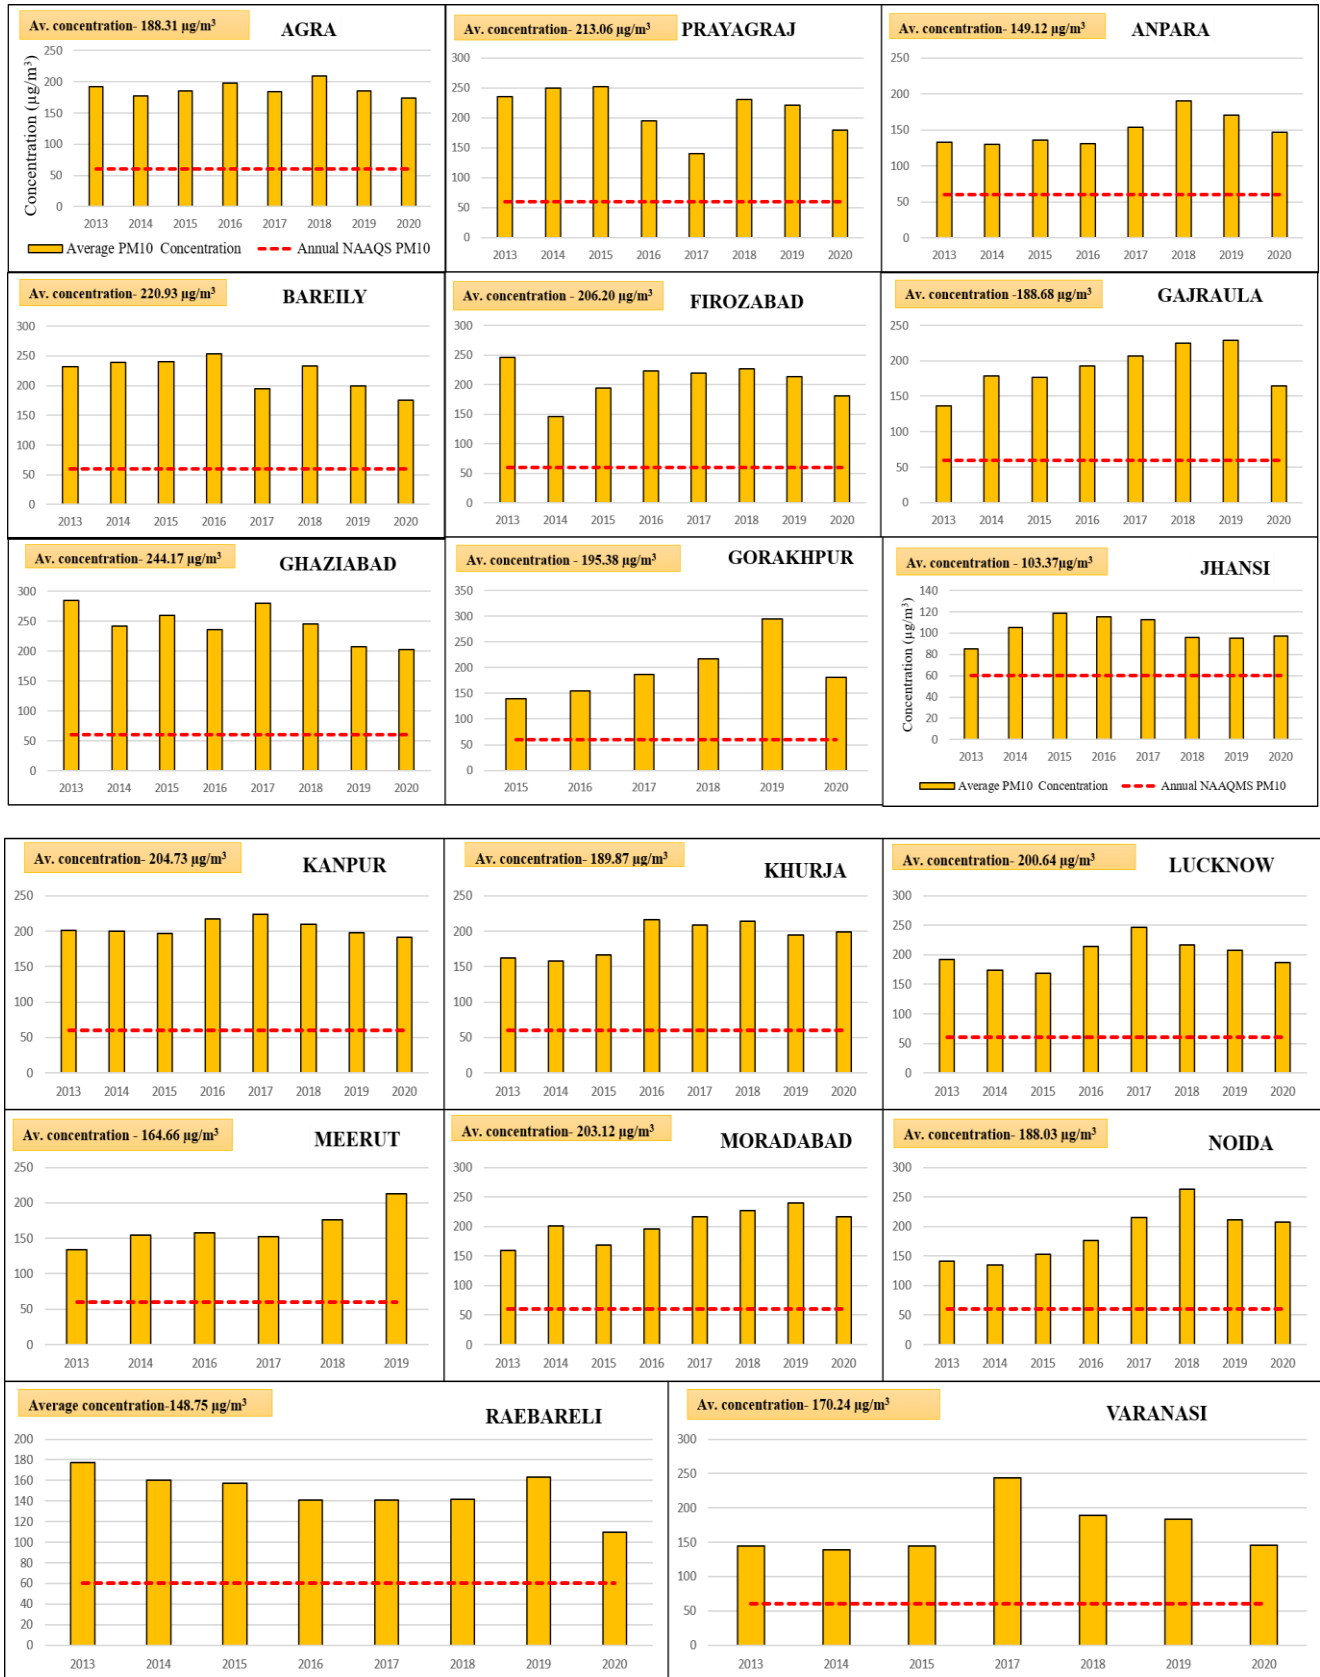 Av. concentration- 188.31 µg/m³
AGRA
Concentration (µg/m³)
250
200
150
100
50
0
2013 2014 2015 2016 2017 2018 2019 2020
Average PM10 Concentration Annual NAAQS PM10
Av. concentration- 213.06 µg/m³
PRAYAGRAJ
300
250
200
150
100
50
0
2013 2014 2015 2016 2017 2018 2019 2020
Av. concentration- 149.12 µg/m³
ANPARA
250
200
150
100
50
0
2013 2014 2015 2016 2017 2018 2019 2020
Av. concentration- 220.93 µg/m³
BAREILY
300
250
200
150
100
50
0
2013 2014 2015 2016 2017 2018 2019 2020
Av. concentration - 206.20 µg/m³
FIROZABAD
300
250
200
150
100
50
0
2013 2014 2015 2016 2017 2018 2019 2020
Av. concentration -188.68 µg/m³
GAJRAULA
250
200
150
100
50
0
2013 2014 2015 2016 2017 2018 2019 2020
Av. concentration- 244.17 µg/m³
GHAZIABAD
300
250
200
150
100
50
0
2013 2014 2015 2016 2017 2018 2019 2020
Av. concentration - 195.38 µg/m³
GORAKHPUR
350
300
250
200
150
100
50
0
2015 2016 2017 2018 2019 2020
Av. concentration - 103.37µg/m³
JHANSI
Concentration (µg/m³)
140
120
100
80
60
40
20
0
2013 2014 2015 2016 2017 2018 2019 2020
Average PM10 Concentration Annual NAAQMS PM10
Av. concentration- 204.73 µg/m³
KANPUR
250
200
150
100
50
0
2013 2014 2015 2016 2017 2018 2019 2020
Av. concentration- 189.87 µg/m³
KHURJA
250
200
150
100
50
0
2013 2014 2015 2016 2017 2018 2019 2020
Av. concentration- 200.64 µg/m³
LUCKNOW
300
250
200
150
100
50
0
2013 2014 2015 2016 2017 2018 2019 2020
Av. concentration - 164.66 µg/m³
MEERUT
250
200
150
100
50
0
2013 2014 2016 2017 2018 2019
Av. concentration- 203.12 µg/m³
MORADABAD
300
250
200
150
100
50
0
2013 2014 2015 2016 2017 2018 2019 2020
Av. concentration- 188.03 µg/m³
NOIDA
300
250
200
150
100
50
0
2013 2014 2015 2016 2017 2018 2019 2020
Average concentration-148.75 µg/m³
RAEBARELI
200
180
160
140
120
100
80
60
40
20
0
2013 2014 2015 2016 2017 2018 2019 2020
Av. concentration- 170.24 µg/m³
VARANASI
300
250
200
150
100
50
0
2013 2014 2015 2017 2018 2019 2020